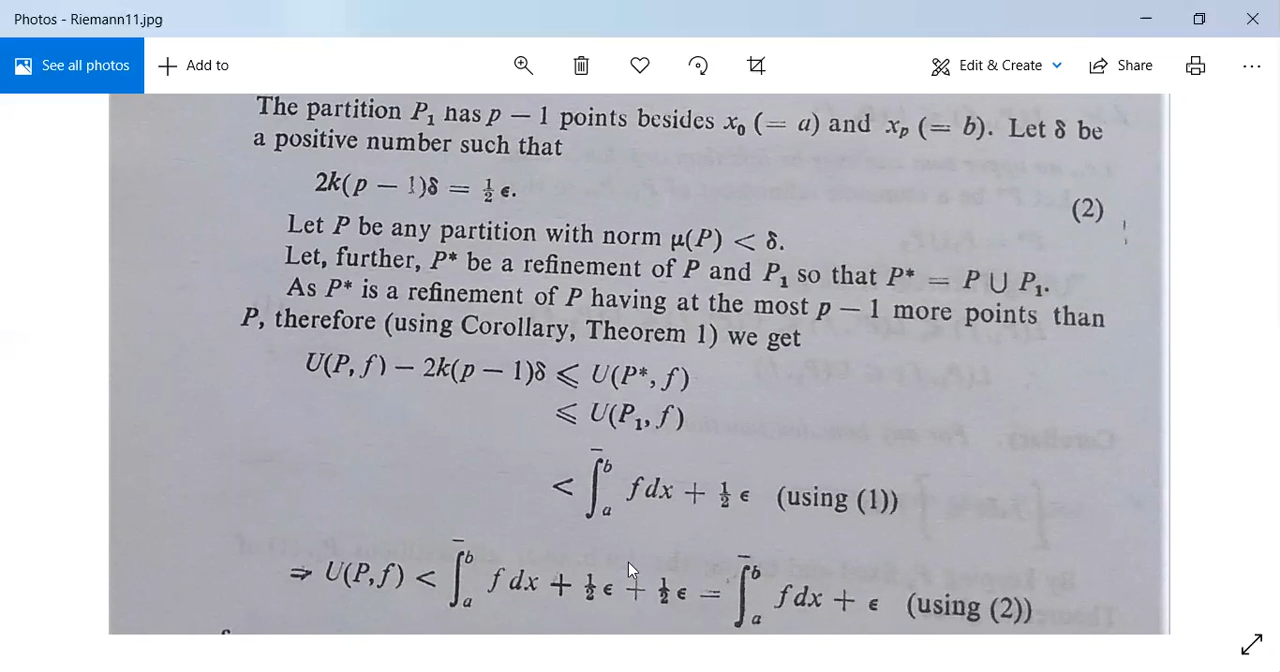 Photos - Riemann11.jpg
See all photos
Add to
Edit & Create
Share
The partition P₁ has p − 1 points besides x₀ (= a) and xₚ (= b). Let δ be
a positive number such that
2k(p − 1)δ = ½ ϵ.
(2)
Let P be any partition with norm μ(P) < δ.
Let, further, P* be a refinement of P and P₁ so that P* = P ∪ P₁.
As P* is a refinement of P having at the most p − 1 more points than
P, therefore (using Corollary, Theorem 1) we get
U(P, f) − 2k(p − 1)δ ⩽ U(P*, f)
⩽ U(P₁, f)
< ∫̅ₐᵇ f dx + ½ ϵ (using (1))
⇒ U(P, f) < ∫̅ₐᵇ f dx + ½ ϵ + ½ ϵ = ∫̅ₐᵇ f dx + ϵ (using (2))